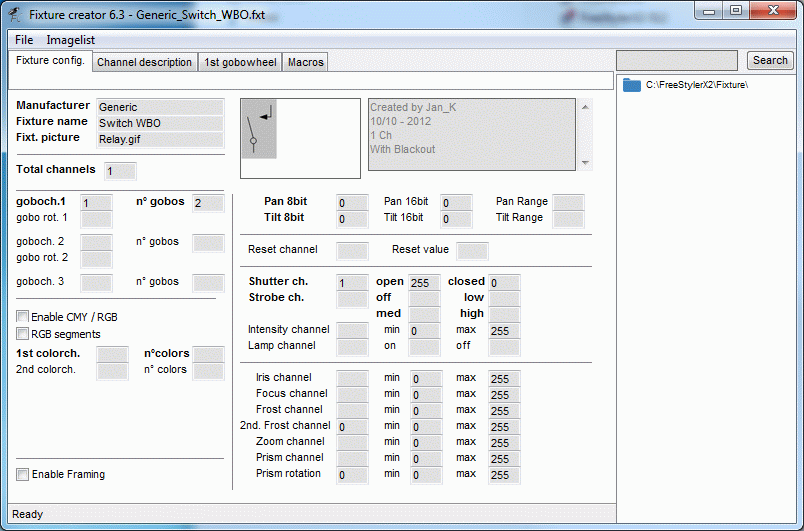 Fixture creator 6.3 - Generic_Switch_WBO.fxt
File Imagelist
Fixture config. Channel description 1st gobowheel Macros
Search
C:\FreeStylerX2\Fixture\
Manufacturer Generic
Fixture name Switch WBO
Fixt. picture Relay.gif
Created by Jan_K
10/10 - 2012
1 Ch
With Blackout
Total channels 1
goboch.1 1 n° gobos 2
gobo rot. 1
goboch. 2 n° gobos
gobo rot. 2
goboch. 3 n° gobos
Enable CMY / RGB
RGB segments
1st colorch. n°colors
2nd colorch. n° colors
Enable Framing
Pan 8bit 0 Pan 16bit 0 Pan Range
Tilt 8bit 0 Tilt 16bit 0 Tilt Range
Reset channel Reset value
Shutter ch. 1 open 255 closed 0
Strobe ch. off low
med high
Intensity channel min 0 max 255
Lamp channel on off
Iris channel min 0 max 255
Focus channel min 0 max 255
Frost channel min 0 max 255
2nd. Frost channel 0 min 0 max 255
Zoom channel min 0 max 255
Prism channel min 0 max 255
Prism rotation 0 min 0 max 255
Ready